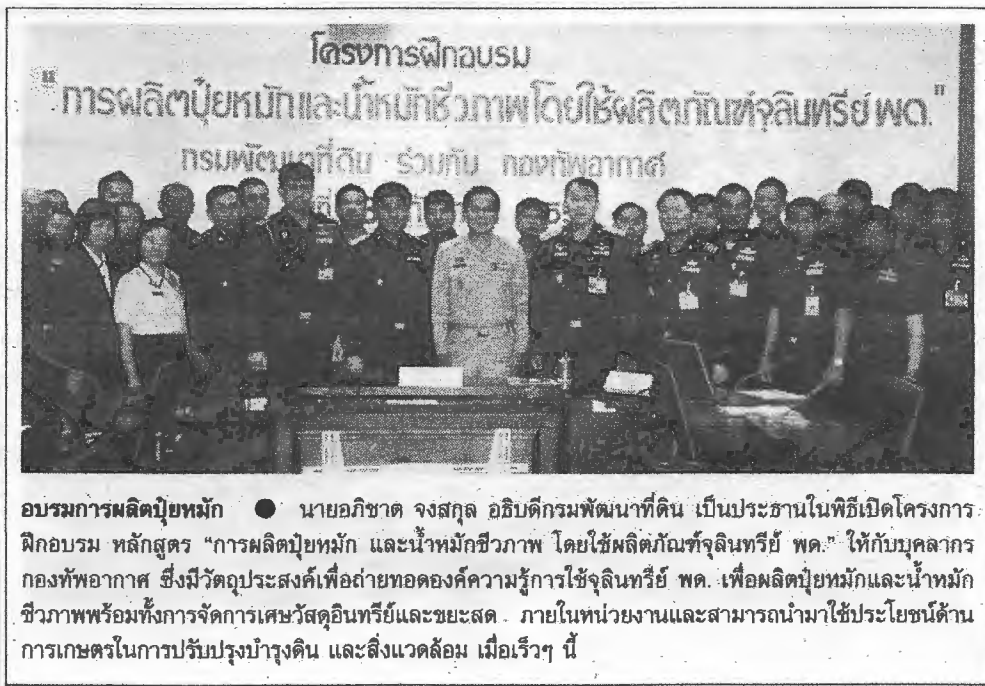 โครงการฝึกอบรม
"การผลิตปุ๋ยหมักและน้ำหมักชีวภาพโดยใช้ผลิตภัณฑ์จุลินทรีย์ พด."
กรมพัฒนาที่ดิน ร่วมกับ กองทัพอากาศ
อบรมการผลิตปุ๋ยหมัก ● นายอภิชาต จงสกุล อธิบดีกรมพัฒนาที่ดิน เป็นประธานในพิธีเปิดโครงการ
ฝึกอบรม หลักสูตร "การผลิตปุ๋ยหมัก และน้ำหมักชีวภาพ โดยใช้ผลิตภัณฑ์จุลินทรีย์ พด." ให้กับบุคลากร
กองทัพอากาศ ซึ่งมีวัตถุประสงค์เพื่อถ่ายทอดองค์ความรู้การใช้จุลินทรีย์ พด. เพื่อผลิตปุ๋ยหมักและน้ำหมัก
ชีวภาพพร้อมทั้งการจัดการเศษวัสดุอินทรีย์และขยะสด ภายในหน่วยงานและสามารถนำมาใช้ประโยชน์ด้าน
การเกษตรในการปรับปรุงบำรุงดิน และสิ่งแวดล้อม เมื่อเร็วๆ นี้